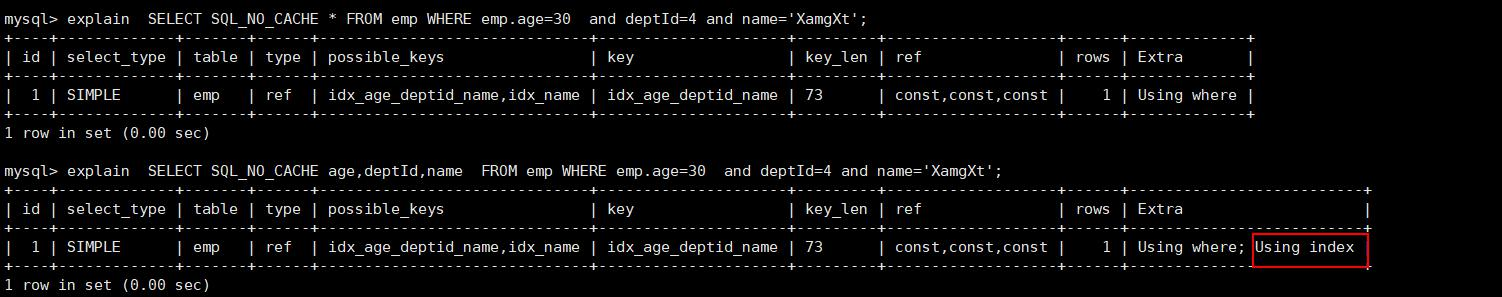 mysql> explain  SELECT SQL_NO_CACHE * FROM emp WHERE emp.age=30  and deptId=4 and name='XamgXt';
+----+-------------+-------+------+-------------------------------+---------------------+---------+-------------------+------+-------------+
| id | select_type | table | type | possible_keys                 | key                 | key_len | ref               | rows | Extra       |
+----+-------------+-------+------+-------------------------------+---------------------+---------+-------------------+------+-------------+
|  1 | SIMPLE      | emp   | ref  | idx_age_deptid_name,idx_name | idx_age_deptid_name | 73      | const,const,const |    1 | Using where |
+----+-------------+-------+------+-------------------------------+---------------------+---------+-------------------+------+-------------+
1 row in set (0.00 sec)
mysql> explain  SELECT SQL_NO_CACHE age,deptId,name  FROM emp WHERE emp.age=30  and deptId=4 and name='XamgXt';
+----+-------------+-------+------+-------------------------------+---------------------+---------+-------------------+------+--------------------------+
| id | select_type | table | type | possible_keys                 | key                 | key_len | ref               | rows | Extra                    |
+----+-------------+-------+------+-------------------------------+---------------------+---------+-------------------+------+--------------------------+
|  1 | SIMPLE      | emp   | ref  | idx_age_deptid_name,idx_name | idx_age_deptid_name | 73      | const,const,const |    1 | Using where; Using index |
+----+-------------+-------+------+-------------------------------+---------------------+---------+-------------------+------+--------------------------+
1 row in set (0.00 sec)